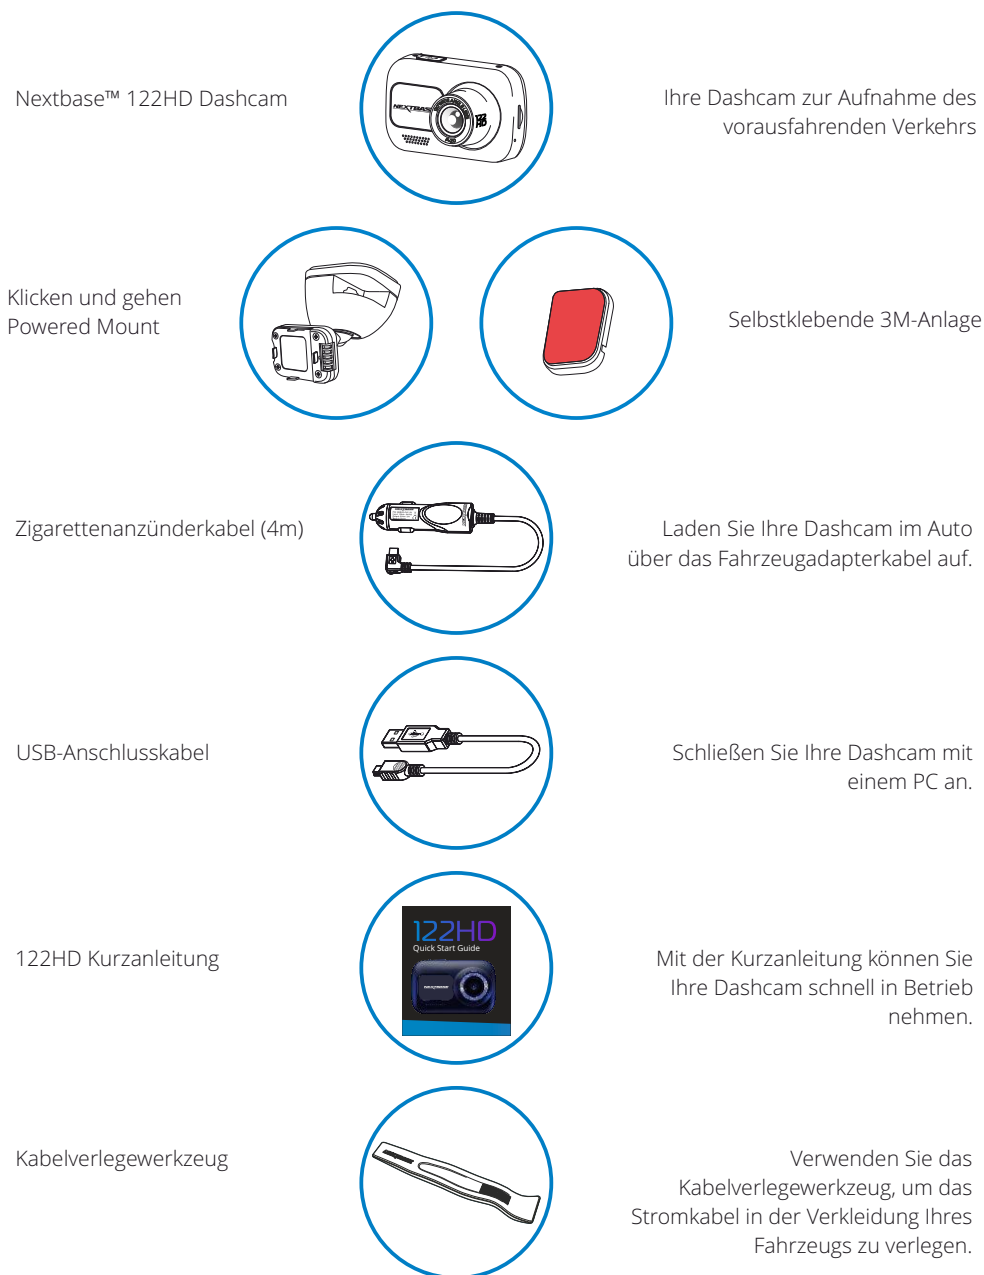 Nextbase™ 122HD Dashcam
NEXTBASE
Ihre Dashcam zur Aufnahme des
vorausfahrenden Verkehrs
Klicken und gehen
Powered Mount
Selbstklebende 3M-Anlage
Zigarettenanzünderkabel (4m)
Laden Sie Ihre Dashcam im Auto
über das Fahrzeugadapterkabel auf.
USB-Anschlusskabel
Schließen Sie Ihre Dashcam mit
einem PC an.
122HD Kurzanleitung
122HD
Quick Start Guide
NEXTBASE
Mit der Kurzanleitung können Sie
Ihre Dashcam schnell in Betrieb
nehmen.
Kabelverlegewerkzeug
Verwenden Sie das
Kabelverlegewerkzeug, um das
Stromkabel in der Verkleidung Ihres
Fahrzeugs zu verlegen.